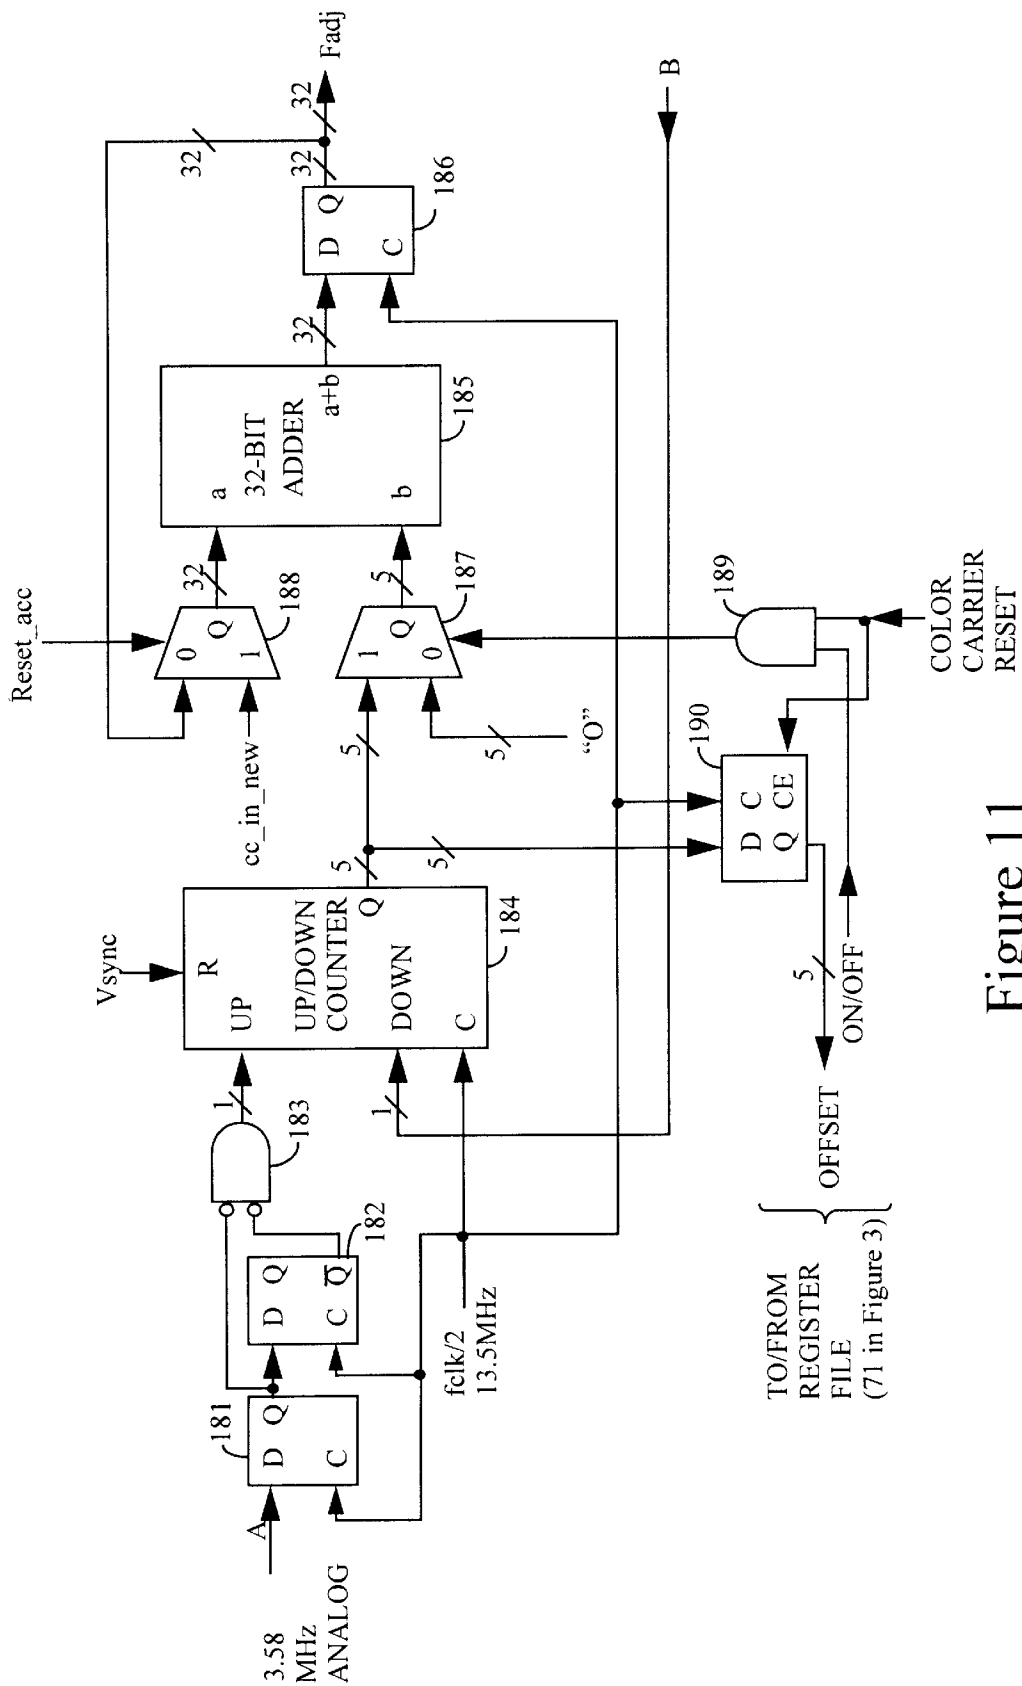 3.58
MHz
ANALOG
A
181
D Q
C
182
D Q
C Q
183
1
fclk/2
13.5MHz
Vsync
R
UP
UP/DOWN
COUNTER
Q
DOWN
C
184
1
5
5
5
cc_in_new
Reset_acc
0
Q
1
188
32
1
Q
0
187
5
5
"O"
a
32-BIT
ADDER
a+b
b
185
32
D Q
C
186
32
32
32
Fadj
B
189
190
D C
Q CE
COLOR
CARRIER
RESET
5
ON/OFF
OFFSET
TO/FROM
REGISTER
FILE
(71 in Figure 3)
Figure 11